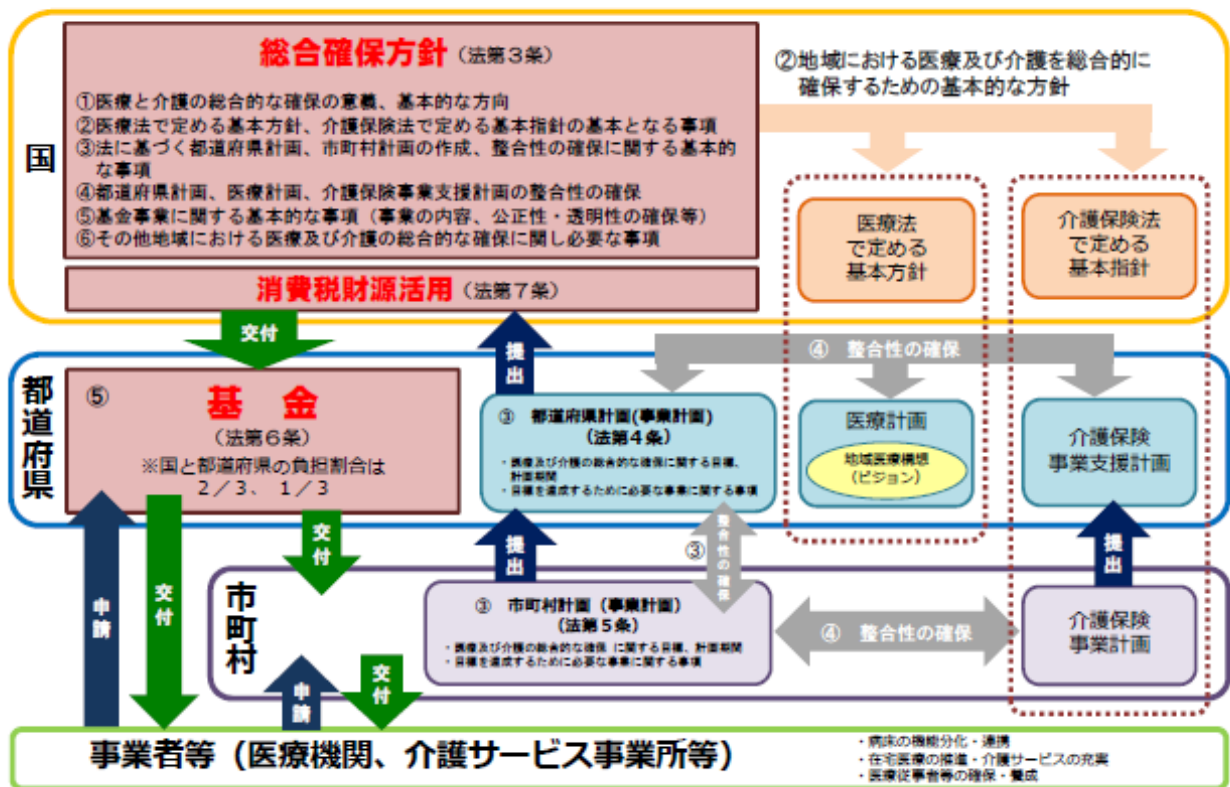 国
総合確保方針（法第３条）
①医療と介護の総合的な確保の意義、基本的な方向
②医療法で定める基本方針、介護保険法で定める基本指針の基本となる事項
③法に基づく都道府県計画、市町村計画の作成、整合性の確保に関する基本的
な事項
④都道府県計画、医療計画、介護保険事業支援計画の整合性の確保
⑤基金事業に関する基本的な事項（事業の内容、公正性・透明性の確保等）
⑥その他地域における医療及び介護の総合的な確保に関し必要な事項
消費税財源活用（法第７条）
②地域における医療及び介護を総合的に
確保するための基本的な方針
医療法
で定める
基本方針
介護保険法
で定める
基本指針
交付
提出
④　整合性の確保
都道府県
⑤
基　金
（法第６条）
※国と都道府県の負担割合は
２／３、１／３
③　都道府県計画(事業計画)
（法第４条）
・医療及び介護の総合的な確保に関する目標、
計画期間
・目標を達成するために必要な事業に関する事項
医療計画
地域医療構想
（ビジョン）
介護保険
事業支援計画
申請
交付
交付
提出
③
整合性の確保
提出
市町村
③　市町村計画（事業計画）
（法第５条）
・医療及び介護の総合的な確保 に関する目標、計画期間
・目標を達成するために必要な事業に関する事項
④　整合性の確保
介護保険
事業計画
申請
交付
事業者等（医療機関、介護サービス事業所等）
・病床の機能分化・連携
・在宅医療の推進・介護サービスの充実
・医療従事者等の確保・養成